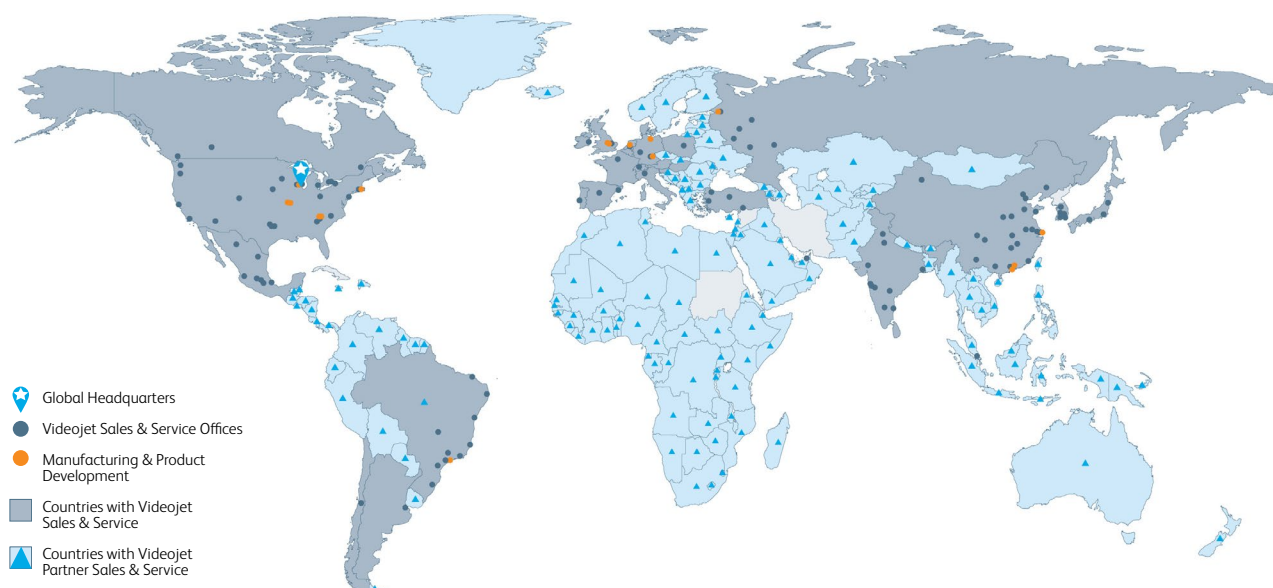 Global Headquarters
Videojet Sales & Service Offices
Manufacturing & Product
Development
Countries with Videojet
Sales & Service
Countries with Videojet
Partner Sales & Service